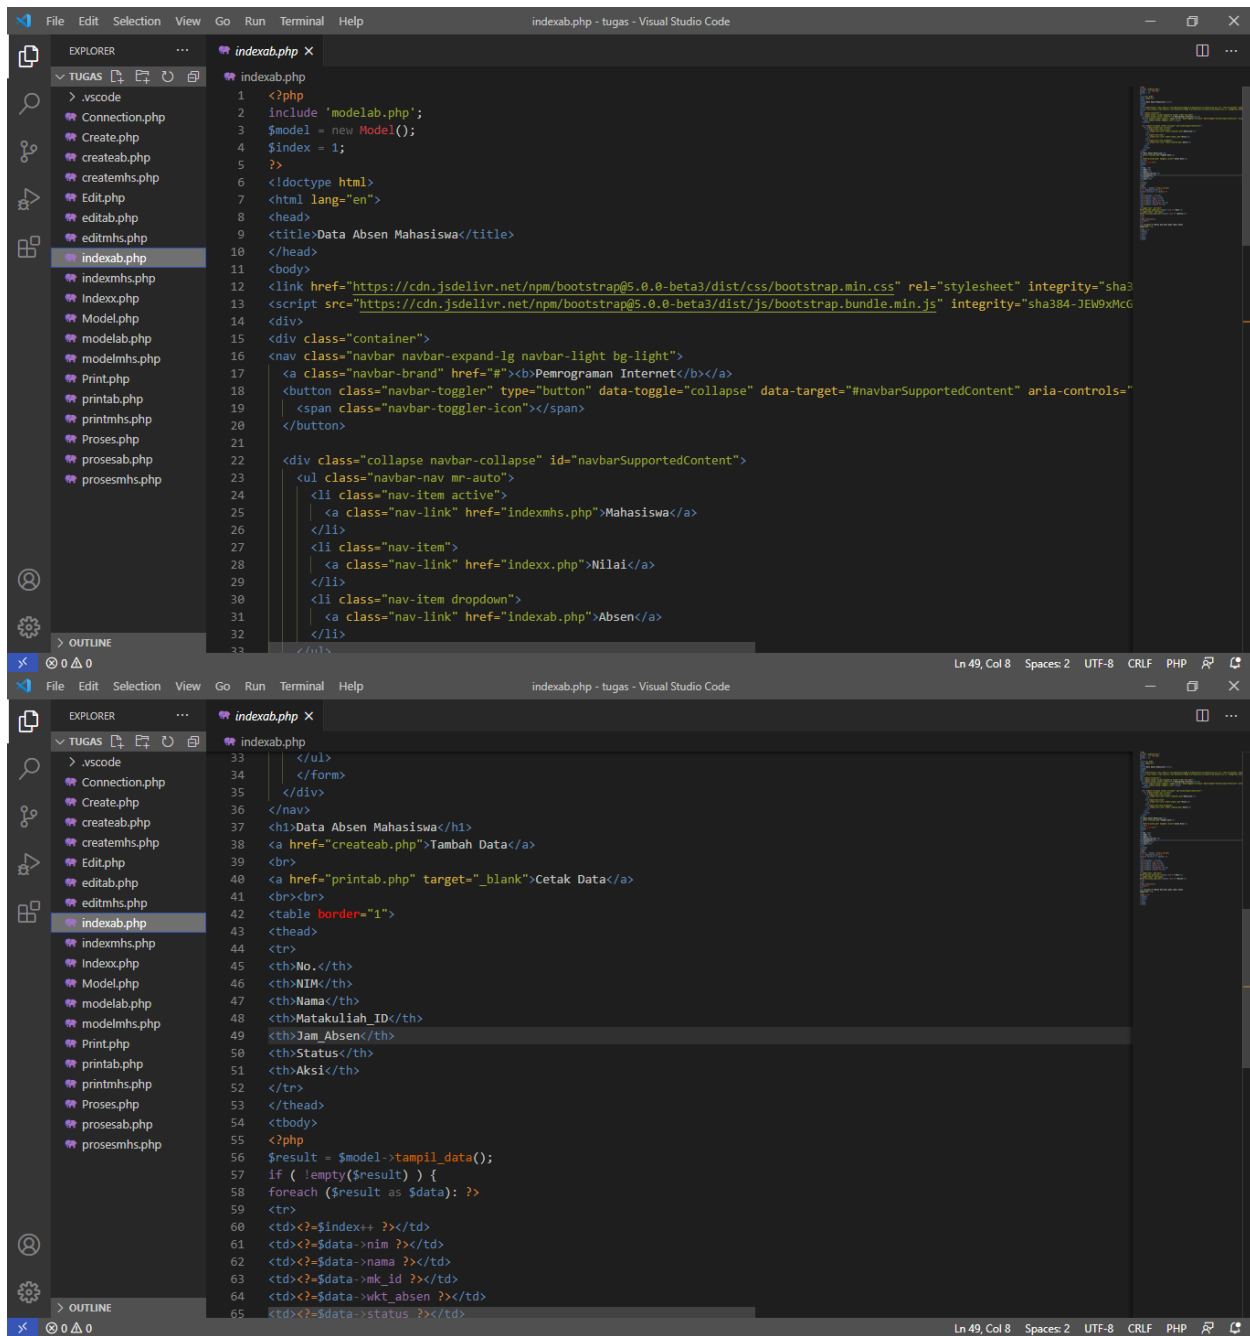 File Edit Selection View Go Run Terminal Help indexab.php - tugas - Visual Studio Code
EXPLORER
TUGAS
.vscode
Connection.php
Create.php
createab.php
createmhs.php
Edit.php
editab.php
editmhs.php
indexab.php
indexmhs.php
Indexx.php
Model.php
modelab.php
modelmhs.php
Print.php
printab.php
printmhs.php
Proses.php
prosesab.php
prosesmhs.php
OUTLINE
indexab.php
indexab.php
1 <?php
2 include 'modelab.php';
3 $model = new Model();
4 $index = 1;
5 ?>
6 <!doctype html>
7 <html lang="en">
8 <head>
9 <title>Data Absen Mahasiswa</title>
10 </head>
11 <body>
12 <link href="https://cdn.jsdelivr.net/npm/bootstrap@5.0.0-beta3/dist/css/bootstrap.min.css" rel="stylesheet" integrity="sha3
13 <script src="https://cdn.jsdelivr.net/npm/bootstrap@5.0.0-beta3/dist/js/bootstrap.bundle.min.js" integrity="sha384-JEW9xMcG
14 <div>
15 <div class="container">
16 <nav class="navbar navbar-expand-lg navbar-light bg-light">
17 <a class="navbar-brand" href="#"><b>Pemrograman Internet</b></a>
18 <button class="navbar-toggler" type="button" data-toggle="collapse" data-target="#navbarSupportedContent" aria-controls="
19 <span class="navbar-toggler-icon"></span>
20 </button>
21
22 <div class="collapse navbar-collapse" id="navbarSupportedContent">
23 <ul class="navbar-nav mr-auto">
24 <li class="nav-item active">
25 <a class="nav-link" href="indexmhs.php">Mahasiswa</a>
26 </li>
27 <li class="nav-item">
28 <a class="nav-link" href="indexx.php">Nilai</a>
29 </li>
30 <li class="nav-item dropdown">
31 <a class="nav-link" href="indexab.php">Absen</a>
32 </li>
33 </ul>
0 0 Ln 49, Col 8 Spaces: 2 UTF-8 CRLF PHP
File Edit Selection View Go Run Terminal Help indexab.php - tugas - Visual Studio Code
EXPLORER
TUGAS
.vscode
Connection.php
Create.php
createab.php
createmhs.php
Edit.php
editab.php
editmhs.php
indexab.php
indexmhs.php
Indexx.php
Model.php
modelab.php
modelmhs.php
Print.php
printab.php
printmhs.php
Proses.php
prosesab.php
prosesmhs.php
OUTLINE
indexab.php
indexab.php
33 </ul>
34 </form>
35 </div>
36 </nav>
37 <h1>Data Absen Mahasiswa</h1>
38 <a href="createab.php">Tambah Data</a>
39 <br>
40 <a href="printab.php" target="_blank">Cetak Data</a>
41 <br><br>
42 <table border="1">
43 <thead>
44 <tr>
45 <th>No.</th>
46 <th>NIM</th>
47 <th>Nama</th>
48 <th>Matakuliah_ID</th>
49 <th>Jam_Absen</th>
50 <th>Status</th>
51 <th>Aksi</th>
52 </tr>
53 </thead>
54 <tbody>
55 <?php
56 $result = $model->tampil_data();
57 if ( !empty($result) ) {
58 foreach ($result as $data): ?>
59 <tr>
60 <td><?=$index++ ?></td>
61 <td><?=$data->nim ?></td>
62 <td><?=$data->nama ?></td>
63 <td><?=$data->mk_id ?></td>
64 <td><?=$data->wkt_absen ?></td>
65 <td><?=$data->status ?></td>
0 0 Ln 49, Col 8 Spaces: 2 UTF-8 CRLF PHP